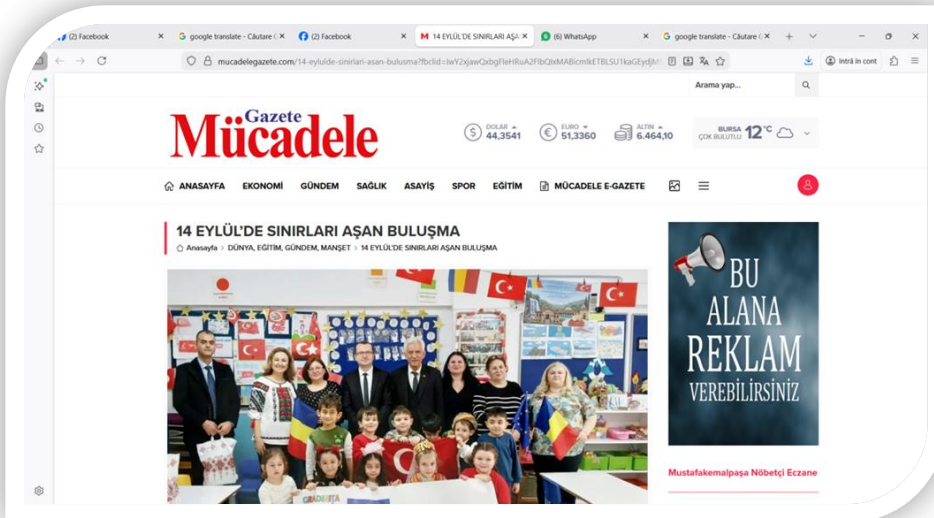 (2) Facebook
google translate - Căutare G
(2) Facebook
14 EYLÜL'DE SINIRLARI AŞA
(6) WhatsApp
google translate - Căutare G
mucadelegazete.com/14-eylulde-sinirlari-asan-bulusma?
Intră în cont
Arama yap...
Gazete
Mücadele
DOLAR
44,3541
EURO
51,3360
ALTIN
6.464,10
BURSA
ÇOK BULUTLU
12°C
ANASAYFA EKONOMİ GÜNDEM SAĞLIK ASAYİŞ SPOR EĞİTİM MÜCADELE E-GAZETE
14 EYLÜL'DE SINIRLARI AŞAN BULUŞMA
Anasayfa > DÜNYA, EĞİTİM, GÜNDEM, MANŞET > 14 EYLÜL'DE SINIRLARI AŞAN BULUŞMA
GRĂDINIȚA
BU
ALANA
REKLAM
VEREBİLİRSİNİZ
Mustafakemalpaşa Nöbetçi Eczane